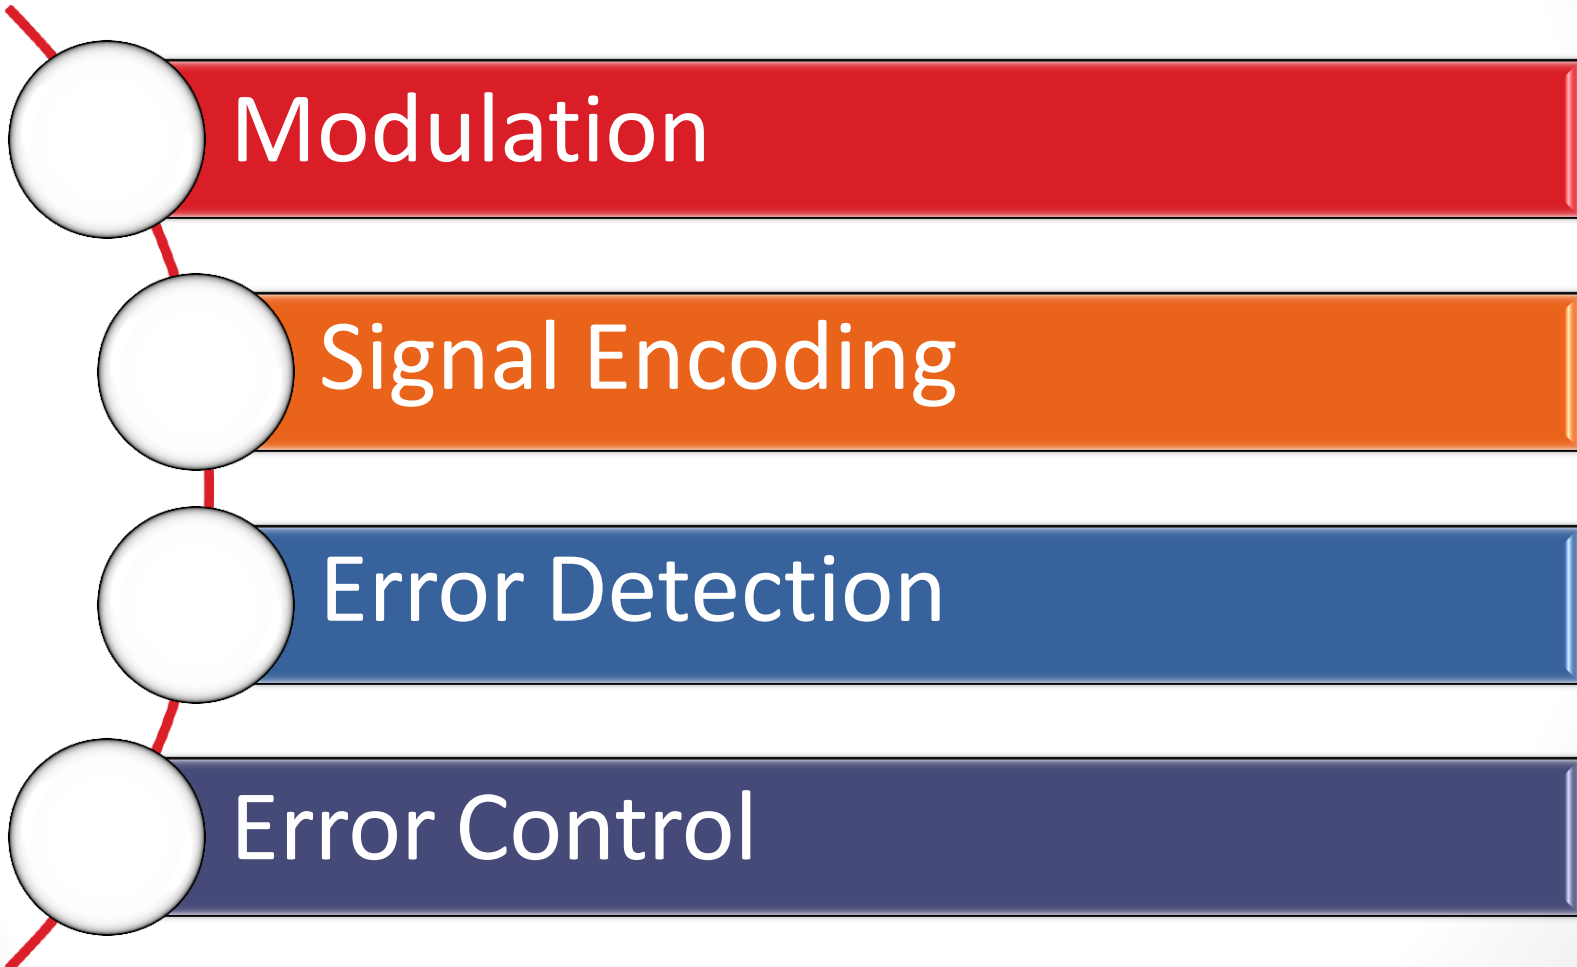 Modulation
Signal Encoding
Error Detection
Error Control